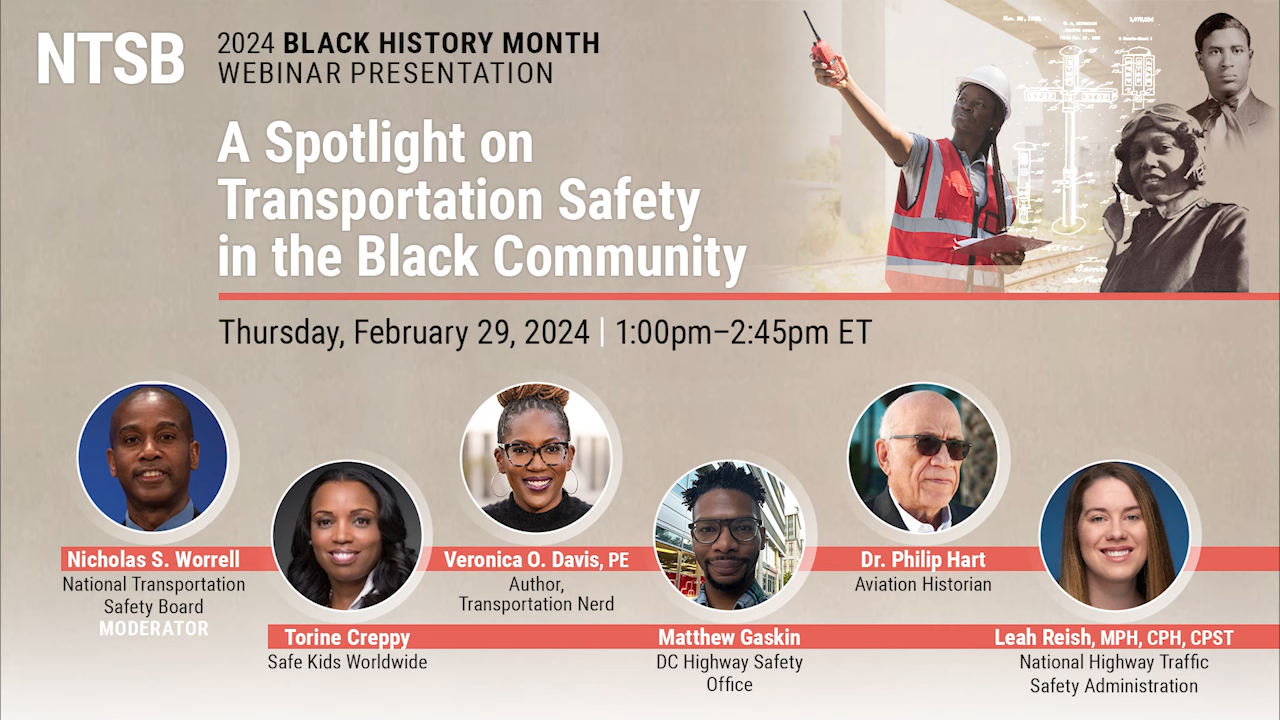 NTSB
2024 BLACK HISTORY MONTH
WEBINAR PRESENTATION
A Spotlight on
Transportation Safety
in the Black Community
Thursday, February 29, 2024 | 1:00pm–2:45pm ET
Nicholas S. Worrell
National Transportation
Safety Board
MODERATOR
Torine Creppy
Safe Kids Worldwide
Veronica O. Davis, PE
Author,
Transportation Nerd
Matthew Gaskin
DC Highway Safety
Office
Dr. Philip Hart
Aviation Historian
Leah Reish, MPH, CPH, CPST
National Highway Traffic
Safety Administration